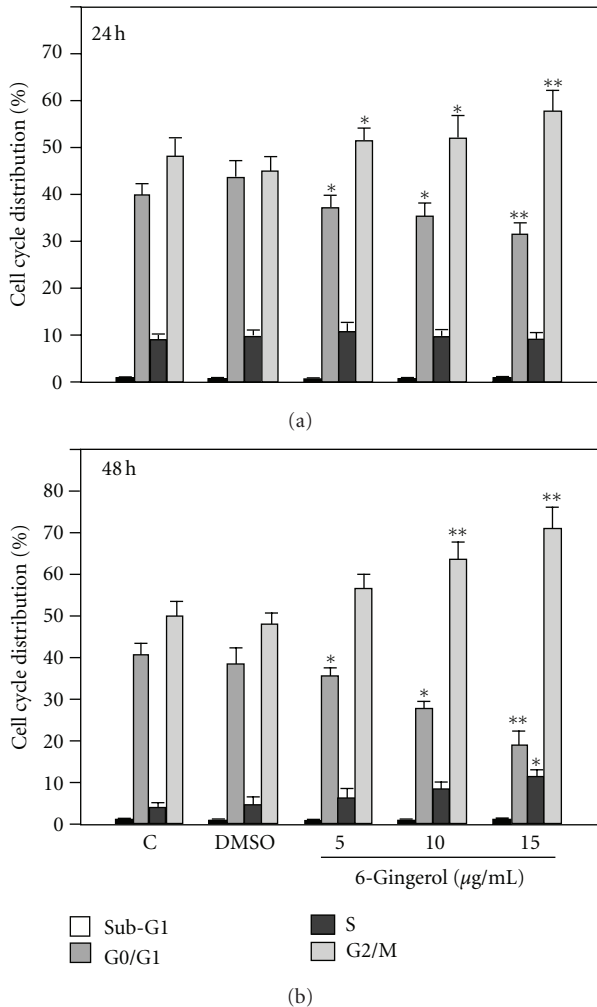 24 h
Cell cycle distribution (%)
80
70
60
50
40
30
20
10
0
* * * * ** **
(a)
48 h
Cell cycle distribution (%)
80
70
60
50
40
30
20
10
0
* * ** ** * **
C DMSO 5 10 15
6-Gingerol (µg/mL)
Sub-G1 S
G0/G1 G2/M
(b)